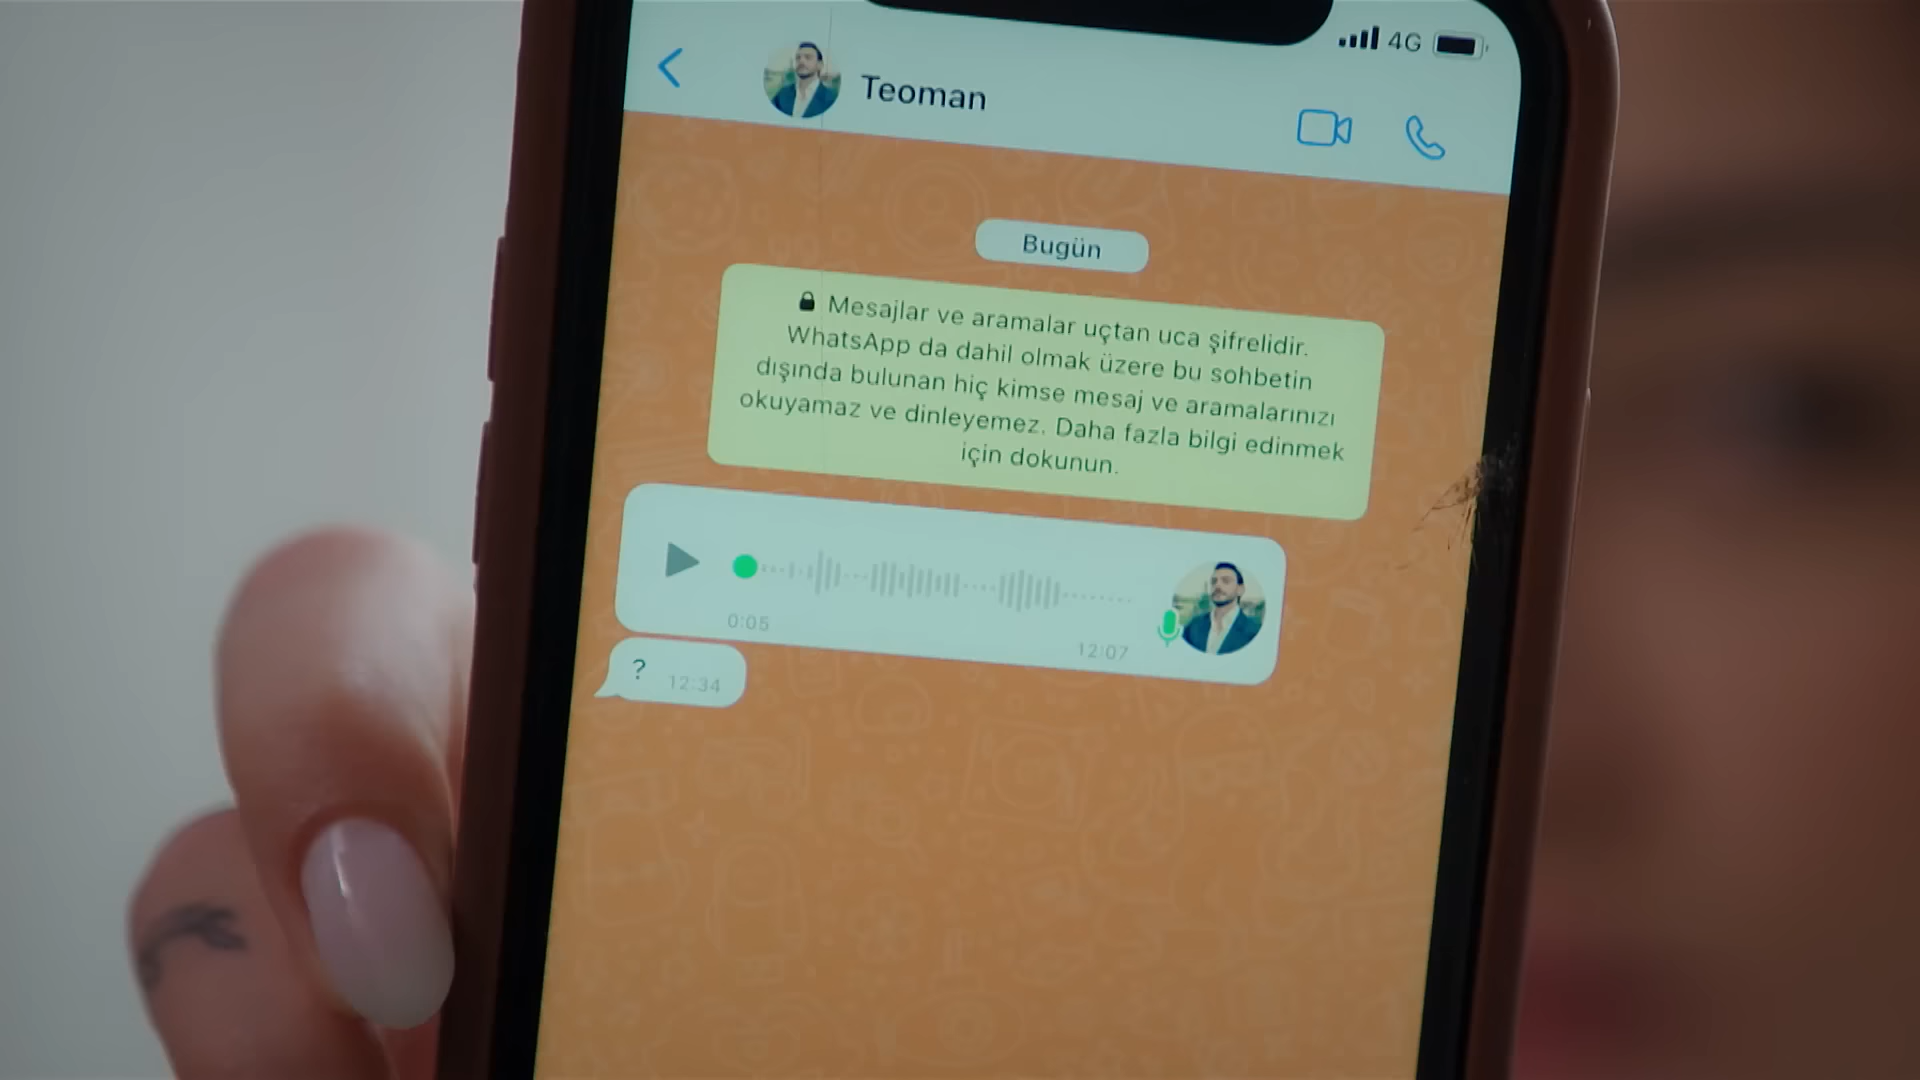 4G
Teoman
Bugün
Mesajlar ve aramalar uçtan uca şifrelidir.
WhatsApp da dahil olmak üzere bu sohbetin
dışında bulunan hiç kimse mesaj ve aramalarınızı
okuyamaz ve dinleyemez. Daha fazla bilgi edinmek
için dokunun.
0:05
12:07
?
12:34